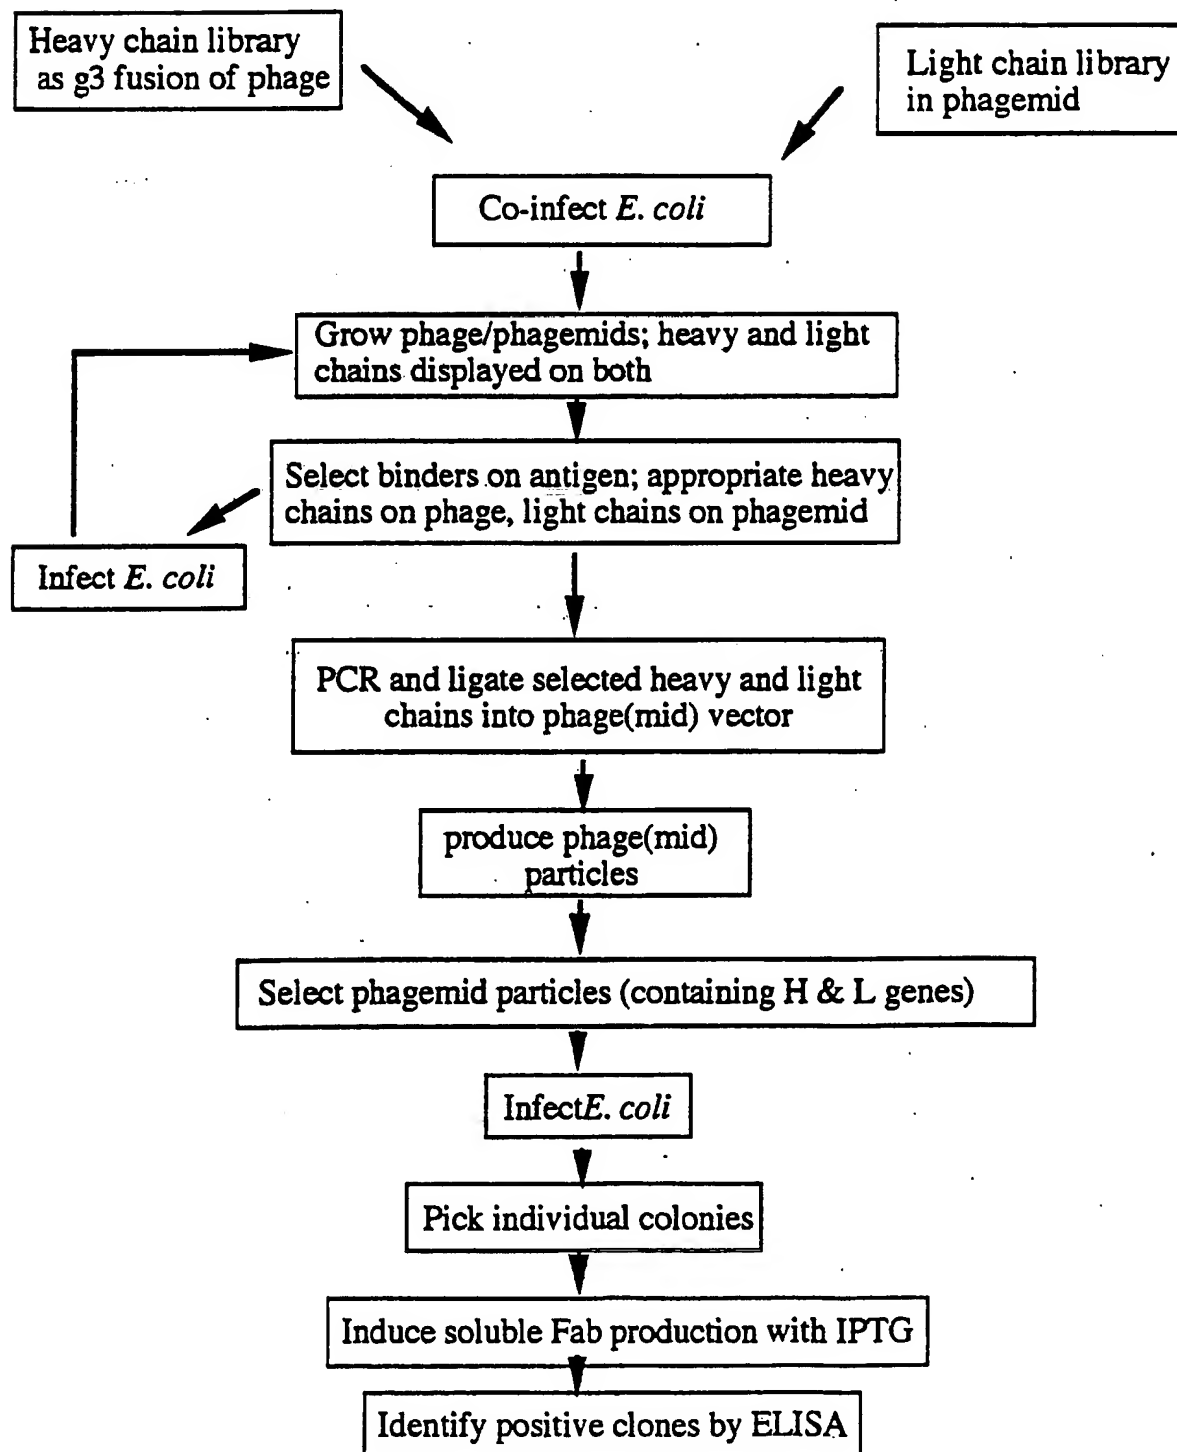 Heavy chain library
as g3 fusion of phage
Light chain library
in phagemid
Co-infect E. coli
Grow phage/phagemids; heavy and light
chains displayed on both
Select binders on antigen; appropriate heavy
chains on phage, light chains on phagemid
Infect E. coli
PCR and ligate selected heavy and light
chains into phage(mid) vector
produce phage(mid)
particles
Select phagemid particles (containing H & L genes)
InfectE. coli
Pick individual colonies
Induce soluble Fab production with IPTG
Identify positive clones by ELISA